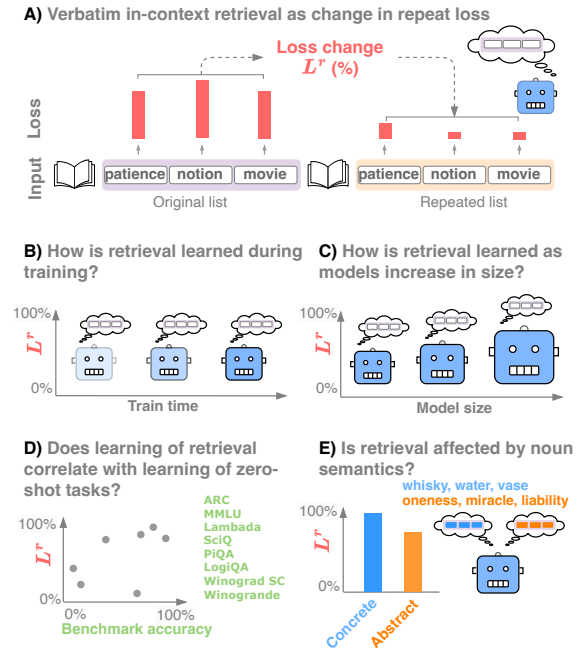 A) Verbatim in-context retrieval as change in repeat loss
Loss change
L^r (%)
Loss
Input
patience notion movie
Original list
patience notion movie
Repeated list
B) How is retrieval learned during
training?
100%
L^r
0%
Train time
C) How is retrieval learned as
models increase in size?
100%
L^r
0%
Model size
D) Does learning of retrieval
correlate with learning of zero-
shot tasks?
100%
L^r
0%
0% 100%
Benchmark accuracy
ARC
MMLU
Lambada
SciQ
PiQA
LogiQA
Winograd SC
Winogrande
E) Is retrieval affected by noun
semantics?
whisky, water, vase
oneness, miracle, liability
100%
L^r
0%
Concrete
Abstract